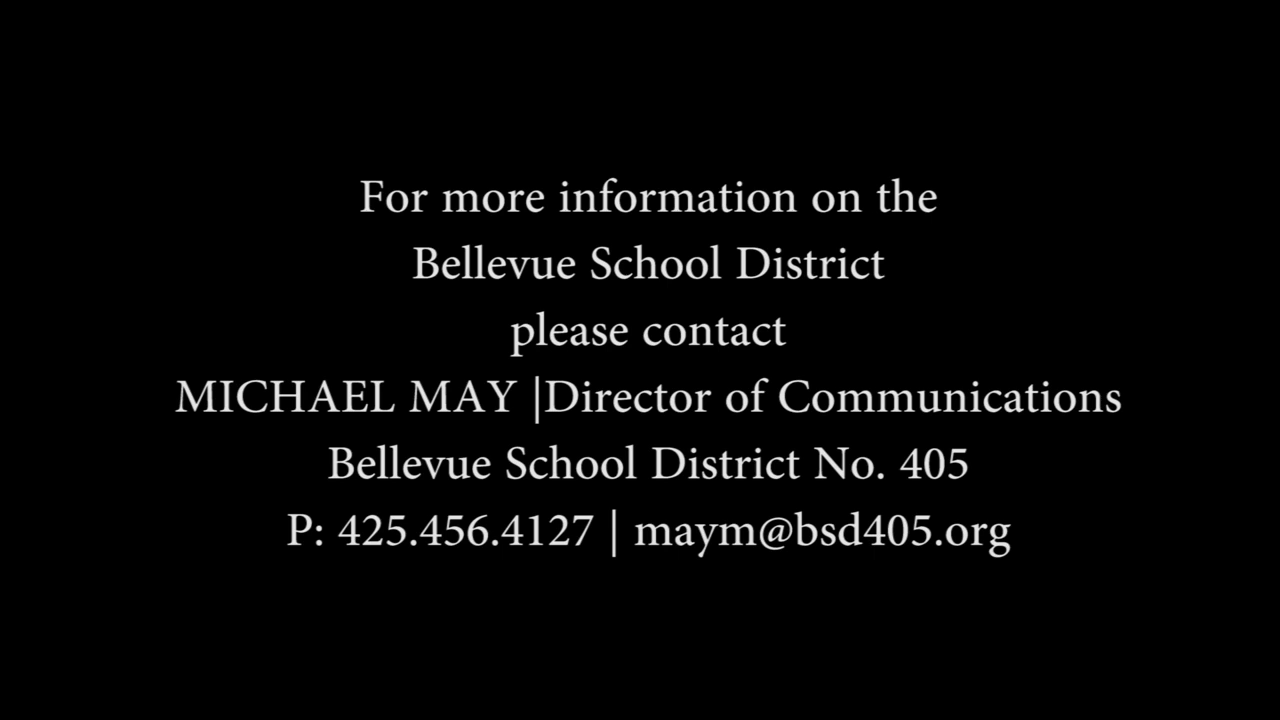 For more information on the
Bellevue School District
please contact
MICHAEL MAY |Director of Communications
Bellevue School District No. 405
P: 425.456.4127 | maym@bsd405.org